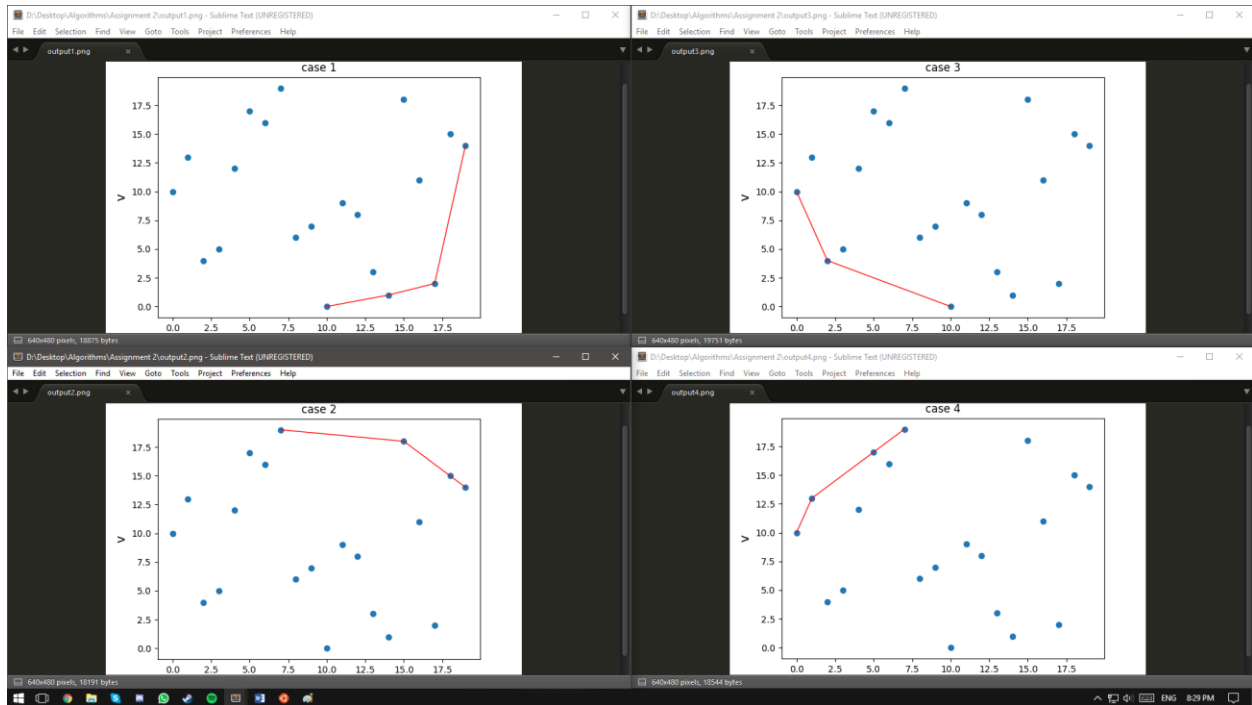 D:\Desktop\Algorithms\Assignment 2\output1.png - Sublime Text (UNREGISTERED)
File Edit Selection Find View Goto Tools Project Preferences Help
output1.png ×
case 1
17.5
15.0
12.5
10.0
V
7.5
5.0
2.5
0.0
0.0 2.5 5.0 7.5 10.0 12.5 15.0 17.5
640x480 pixels, 18875 bytes
D:\Desktop\Algorithms\Assignment 2\output3.png - Sublime Text (UNREGISTERED)
File Edit Selection Find View Goto Tools Project Preferences Help
output3.png ×
case 3
17.5
15.0
12.5
10.0
V
7.5
5.0
2.5
0.0
0.0 2.5 5.0 7.5 10.0 12.5 15.0 17.5
640x480 pixels, 19751 bytes
D:\Desktop\Algorithms\Assignment 2\output2.png - Sublime Text (UNREGISTERED)
File Edit Selection Find View Goto Tools Project Preferences Help
output2.png ×
case 2
17.5
15.0
12.5
10.0
V
7.5
5.0
2.5
0.0
0.0 2.5 5.0 7.5 10.0 12.5 15.0 17.5
640x480 pixels, 18191 bytes
D:\Desktop\Algorithms\Assignment 2\output4.png - Sublime Text (UNREGISTERED)
File Edit Selection Find View Goto Tools Project Preferences Help
output4.png ×
case 4
17.5
15.0
12.5
10.0
V
7.5
5.0
2.5
0.0
0.0 2.5 5.0 7.5 10.0 12.5 15.0 17.5
640x480 pixels, 18544 bytes
ENG 8:29 PM